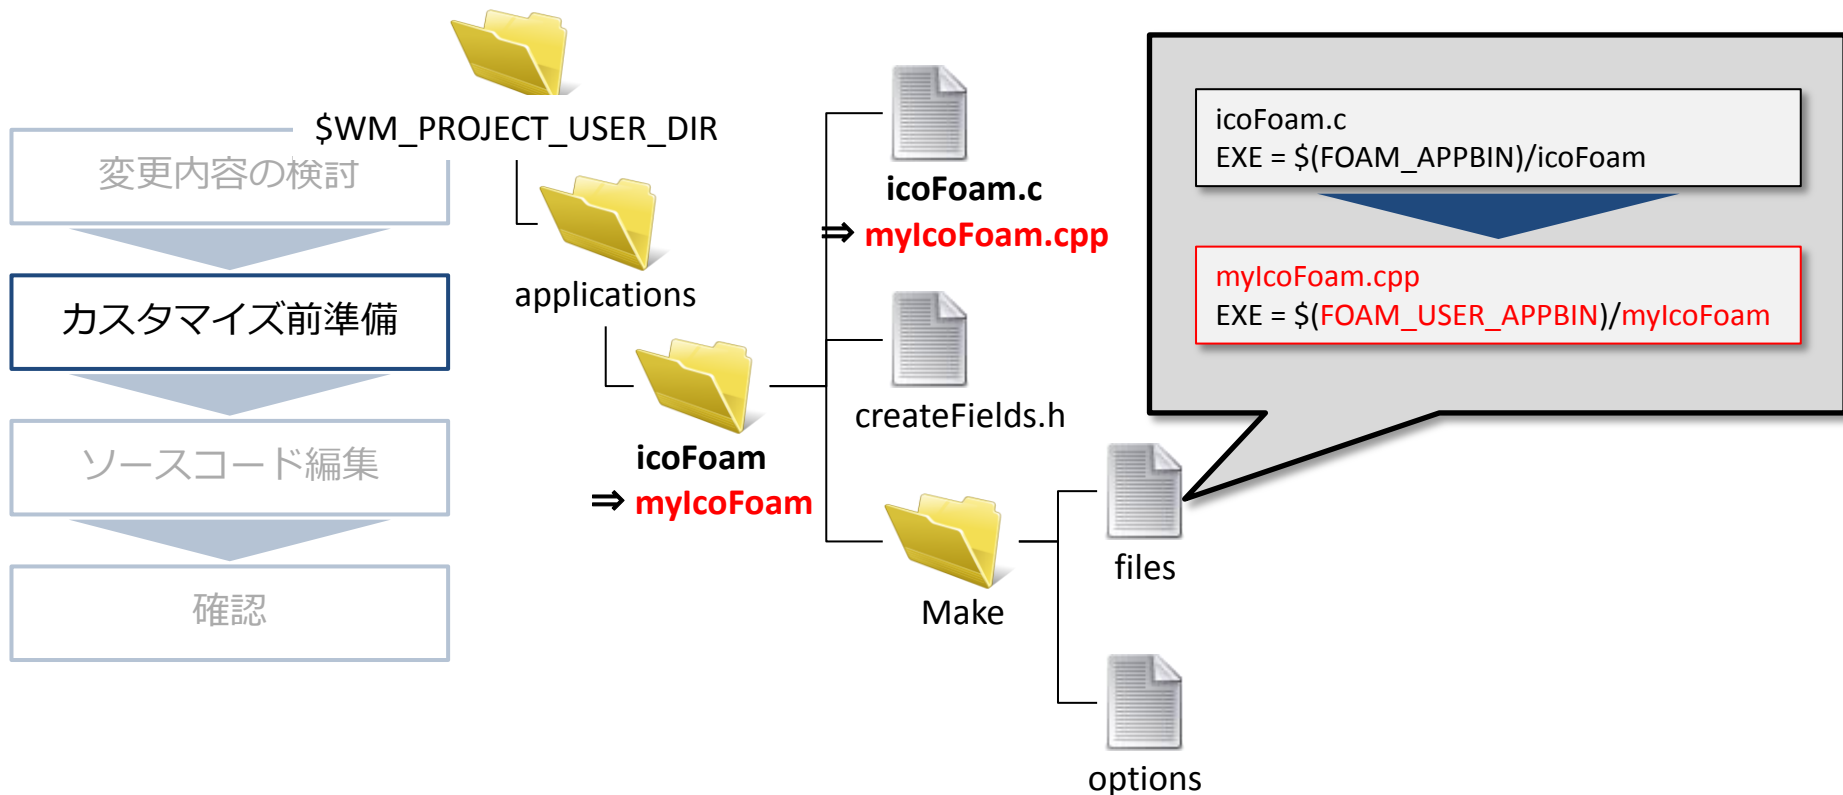 $WM_PROJECT_USER_DIR
変更内容の検討
カスタマイズ前準備
ソースコード編集
確認
applications
icoFoam
⇒ myIcoFoam
icoFoam.c
⇒ myIcoFoam.cpp
createFields.h
Make
files
options
icoFoam.c
EXE = $(FOAM_APPBIN)/icoFoam
myIcoFoam.cpp
EXE = $(FOAM_USER_APPBIN)/myIcoFoam